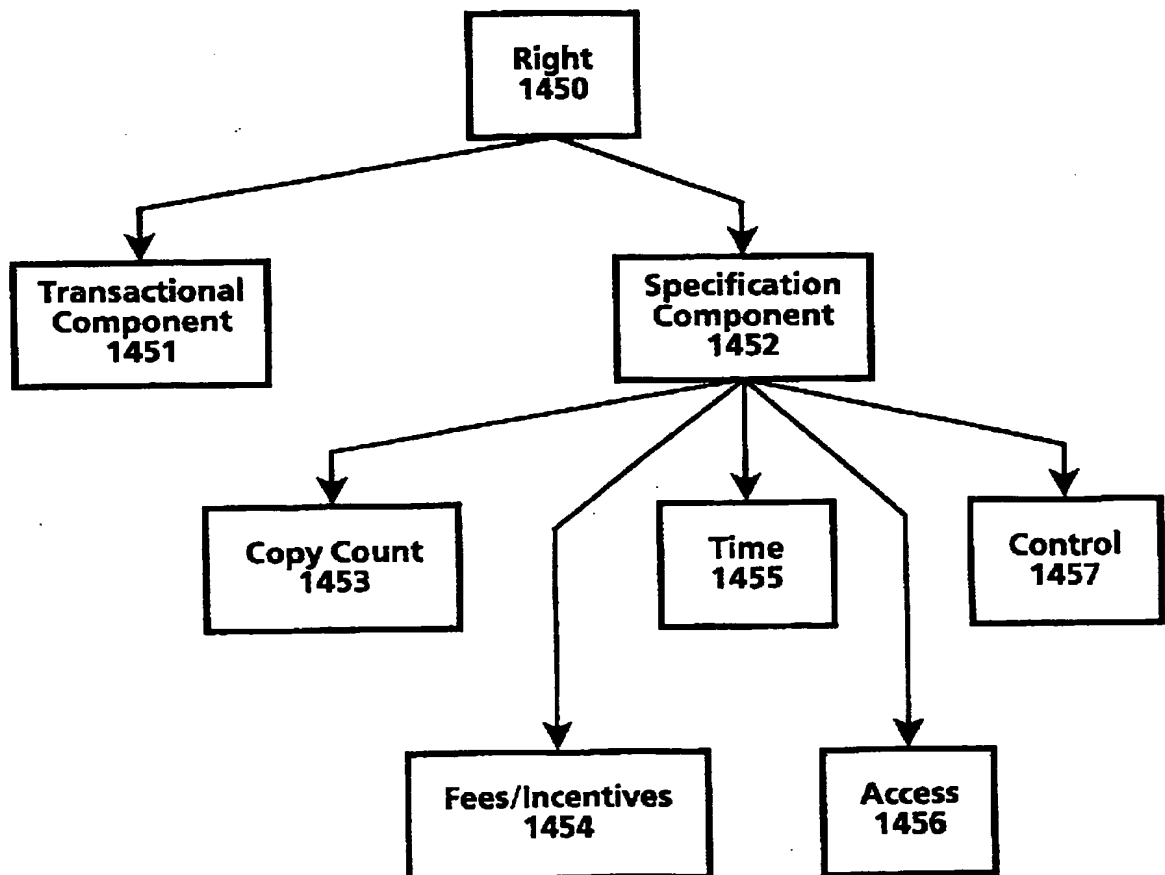 Right
1450
Transactional
Component
1451
Specification
Component
1452
Copy Count
1453
Time
1455
Control
1457
Fees/Incentives
1454
Access
1456